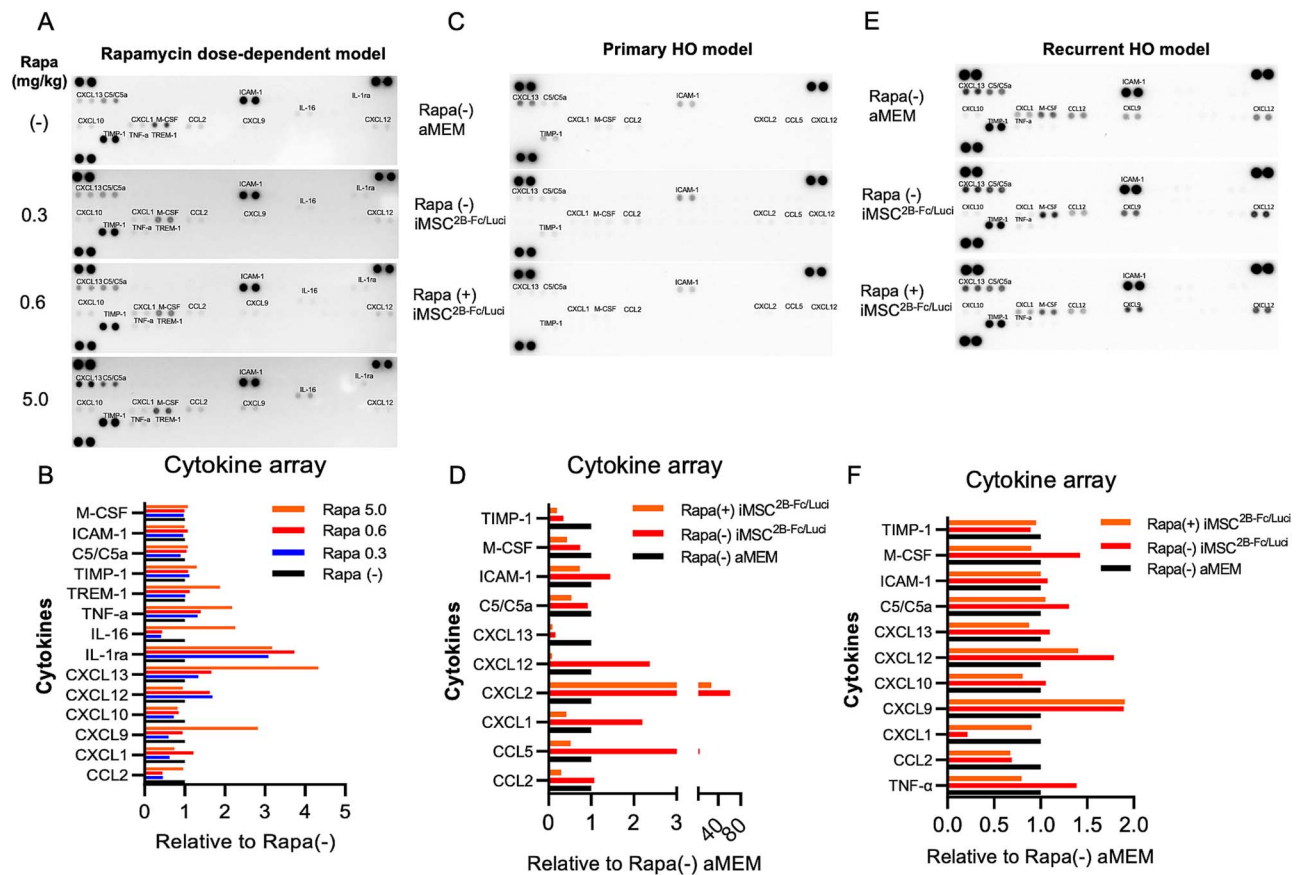 A
Rapamycin dose-dependent model
Rapa
(mg/kg)
(-)
CXCL13 C5/C5a
ICAM-1
IL-16
IL-1ra
CXCL10
CXCL1 M-CSF
CCL2
CXCL9
CXCL12
TIMP-1
TNF-a TREM-1
0.3
CXCL13 C5/C5a
ICAM-1
IL-16
IL-1ra
CXCL10
CXCL1 M-CSF
CCL2
CXCL9
CXCL12
TIMP-1
TNF-a TREM-1
0.6
CXCL13 C5/C5a
ICAM-1
IL-16
IL-1ra
CXCL10
CXCL1 M-CSF
CCL2
CXCL9
CXCL12
TNF-a TREM-1
TIMP-1
5.0
CXCL13 C5/C5a
ICAM-1
IL-16
IL-1ra
CXCL10
CXCL1 M-CSF
CCL2
CXCL9
CXCL12
TIMP-1
TNF-a TREM-1
C
Primary HO model
Rapa(-)
aMEM
CXCL13 C5/C5a
ICAM-1
CXCL1 M-CSF CCL2
CXCL2 CCL5 CXCL12
TIMP-1
Rapa (-)
iMSC2B-Fc/Luci
CXCL13 C5/C5a
ICAM-1
CXCL1 M-CSF CCL2
CXCL2 CCL5 CXCL12
TIMP-1
Rapa (+)
iMSC2B-Fc/Luci
CXCL13 C5/C5a
ICAM-1
CXCL1 M-CSF CCL2
CXCL2 CCL5 CXCL12
TIMP-1
E
Recurrent HO model
Rapa(-)
aMEM
CXCL13 C5/C5a
ICAM-1
CXCL10
CXCL1 M-CSF CCL12
CXCL9
CXCL12
TIMP-1 TNF-a
Rapa (-)
iMSC2B-Fc/Luci
CXCL13 C5/C5a
ICAM-1
CXCL10
CXCL1 M-CSF CCL12
CXCL9
CXCL12
TIMP-1 TNF-a
Rapa (+)
iMSC2B-Fc/Luci
CXCL13 C5/C5a
ICAM-1
CXCL10
CXCL1 M-CSF CCL12
CXCL9
CXCL12
TIMP-1 TNF-a
B
Cytokine array
Cytokines
M-CSF
ICAM-1
C5/C5a
TIMP-1
TREM-1
TNF-a
IL-16
IL-1ra
CXCL13
CXCL12
CXCL10
CXCL9
CXCL1
CCL2
Rapa 5.0
Rapa 0.6
Rapa 0.3
Rapa (-)
0 1 2 3 4 5
Relative to Rapa(-)
D
Cytokine array
Cytokines
TIMP-1
M-CSF
ICAM-1
C5/C5a
CXCL13
CXCL12
CXCL2
CXCL1
CCL5
CCL2
Rapa(+) iMSC2B-Fc/Luci
Rapa(-) iMSC2B-Fc/Luci
Rapa(-) aMEM
0 1 2 3 40 80
Relative to Rapa(-) aMEM
F
Cytokine array
Cytokines
TIMP-1
M-CSF
ICAM-1
C5/C5a
CXCL13
CXCL12
CXCL10
CXCL9
CXCL1
CCL2
TNF-α
Rapa(+) iMSC2B-Fc/Luci
Rapa(-) iMSC2B-Fc/Luci
Rapa(-) aMEM
0.0 0.5 1.0 1.5 2.0
Relative to Rapa(-) aMEM